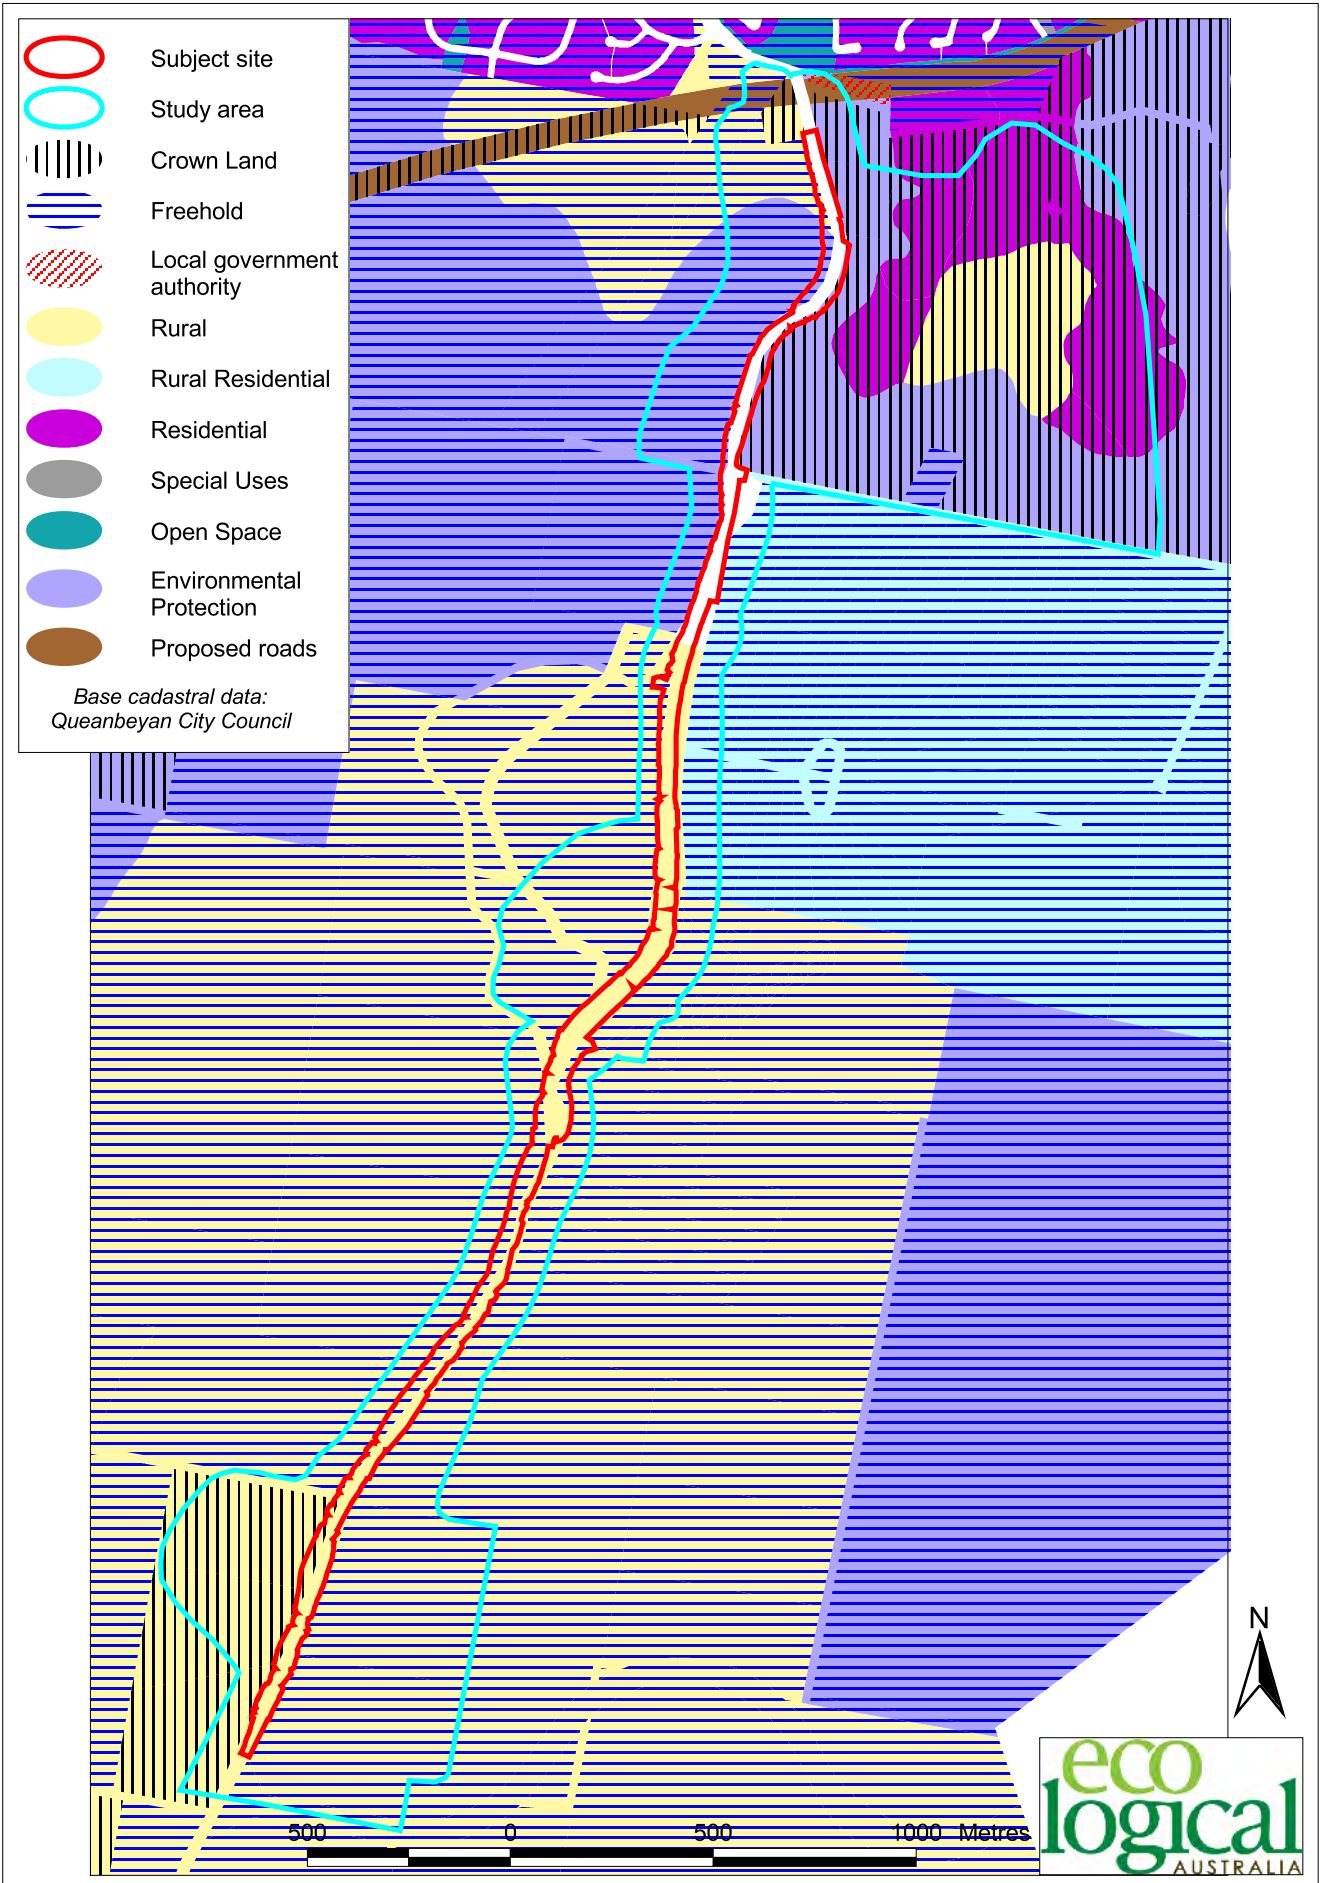 Subject site
Study area
Crown Land
Freehold
Local government
authority
Rural
Rural Residential
Residential
Special Uses
Open Space
Environmental
Protection
Proposed roads
Base cadastral data:
Queanbeyan City Council
N
500 0 500 1000 Metres
eco
logical
AUSTRALIA